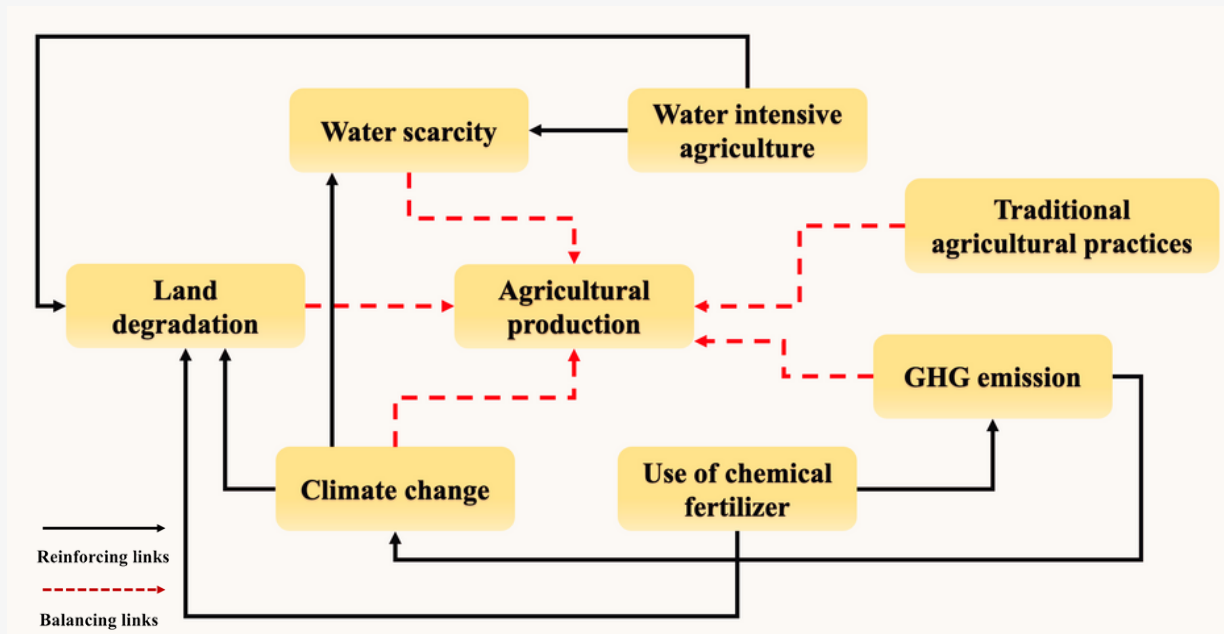 Water scarcity
Water intensive
agriculture
Traditional
agricultural practices
Land
degradation
Agricultural
production
GHG emission
Climate change
Use of chemical
fertilizer
Reinforcing links
Balancing links